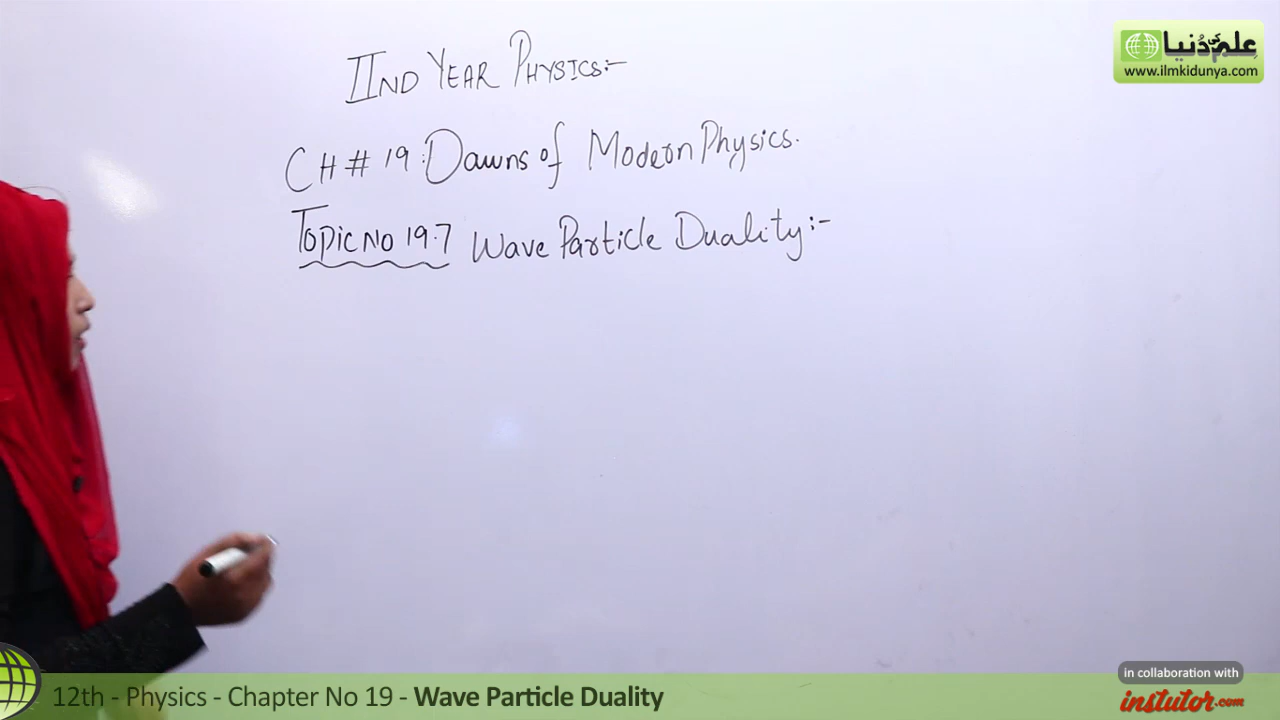 IInd YEAR PHYSICS:-
CH # 19: Dawns of Modern Physics.
Topic No 19.7 Wave Particle Duality:-
علم کی دُنیا
www.ilmkidunya.com
in collaboration with
instutor.com
12th - Physics - Chapter No 19 - Wave Particle Duality